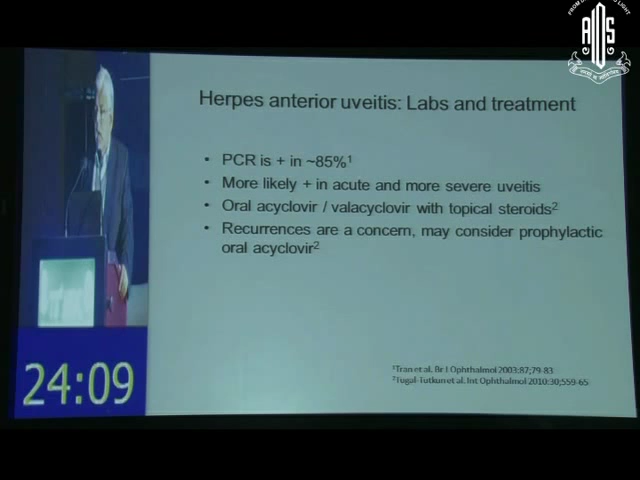 AIOS
Herpes anterior uveitis: Labs and treatment
• PCR is + in ~85%¹
• More likely + in acute and more severe uveitis
• Oral acyclovir / valacyclovir with topical steroids²
• Recurrences are a concern, may consider prophylactic
oral acyclovir²
¹Tran et al. Br J Ophthalmol 2003:87;79-83
²Tugal-Tutkun et al. Int Ophthalmol 2010:30;559-65
24:09